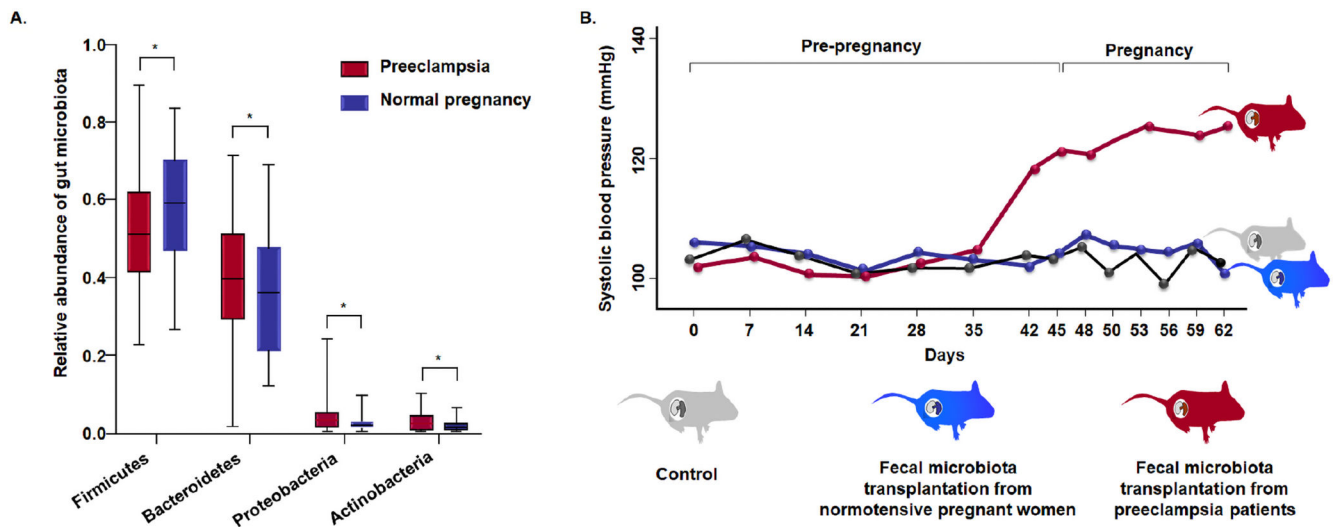 A.
Relative abundance of gut microbiota
1.0
0.8
0.6
0.4
0.2
0.0
*
*
*
*
Preeclampsia
Normal pregnancy
Firmicutes
Bacteroidetes
Proteobacteria
Actinobacteria
B.
Systolic blood pressure (mmHg)
140
120
100
Pre-pregnancy
Pregnancy
0 7 14 21 28 35 42 45 48 50 53 56 59 62
Days
Control
Fecal microbiota
transplantation from
normotensive pregnant women
Fecal microbiota
transplantation from
preeclampsia patients